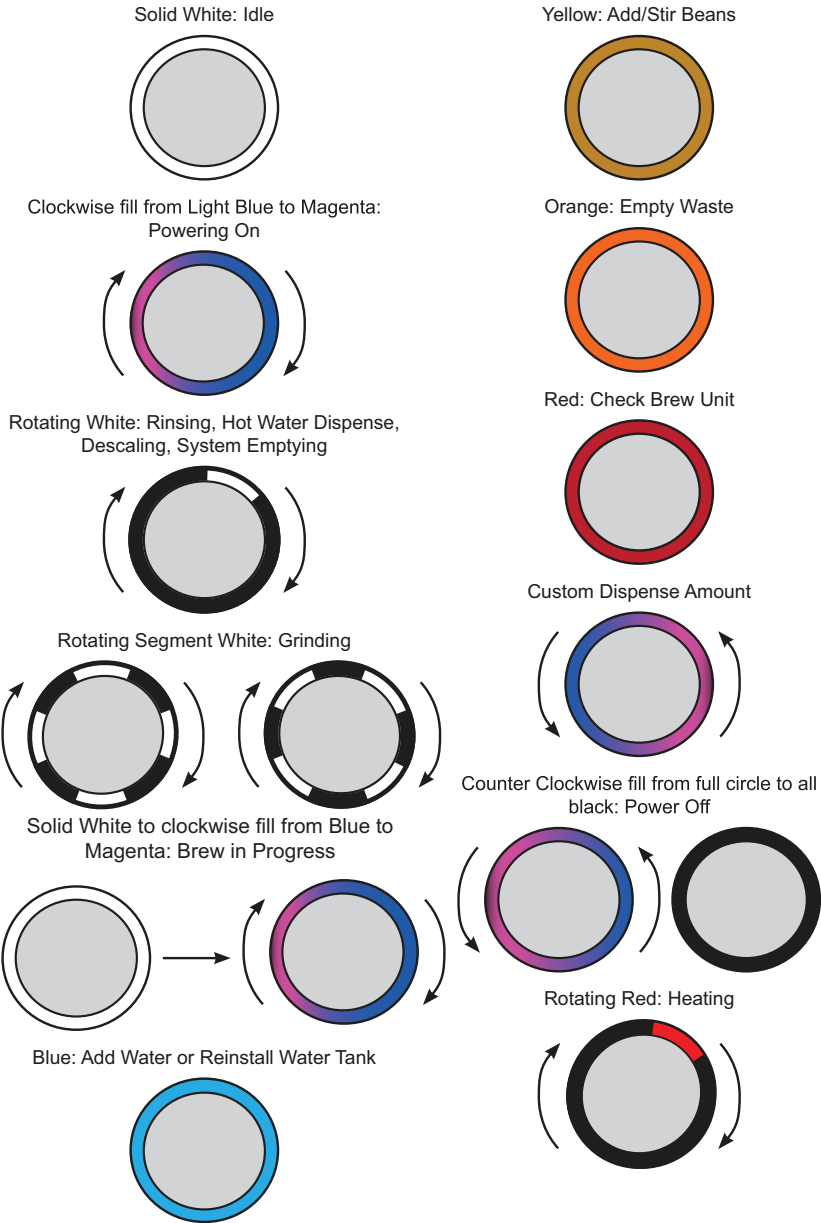 Solid White: Idle
Clockwise fill from Light Blue to Magenta:
Powering On
Rotating White: Rinsing, Hot Water Dispense,
Descaling, System Emptying
Rotating Segment White: Grinding
Solid White to clockwise fill from Blue to
Magenta: Brew in Progress
Blue: Add Water or Reinstall Water Tank
Yellow: Add/Stir Beans
Orange: Empty Waste
Red: Check Brew Unit
Custom Dispense Amount
Counter Clockwise fill from full circle to all
black: Power Off
Rotating Red: Heating